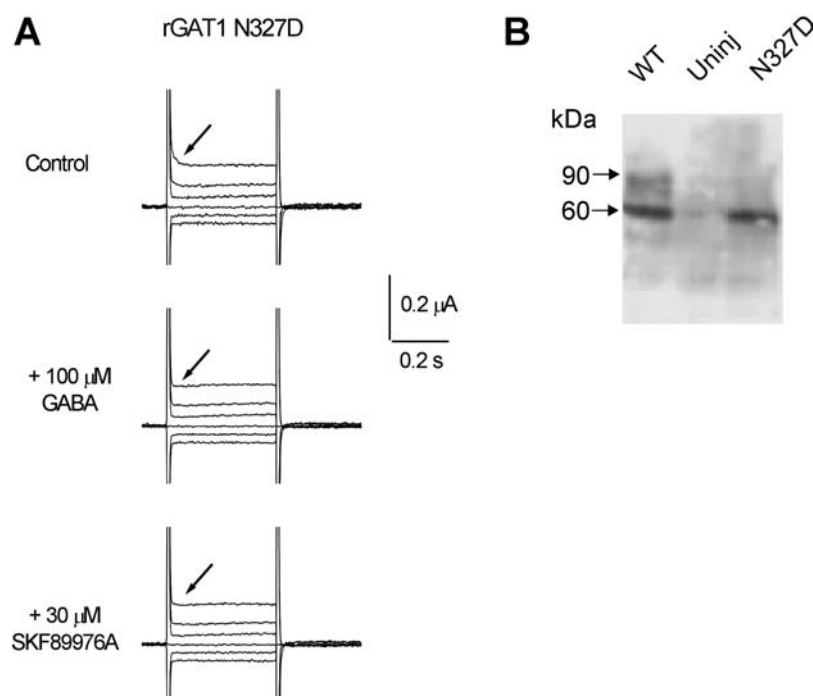 A
rGAT1 N327D
Control
0.2 μA
0.2 s
+ 100 μM
GABA
+ 30 μM
SKF89976A
B
WT
Uninj
N327D
kDa
90
60